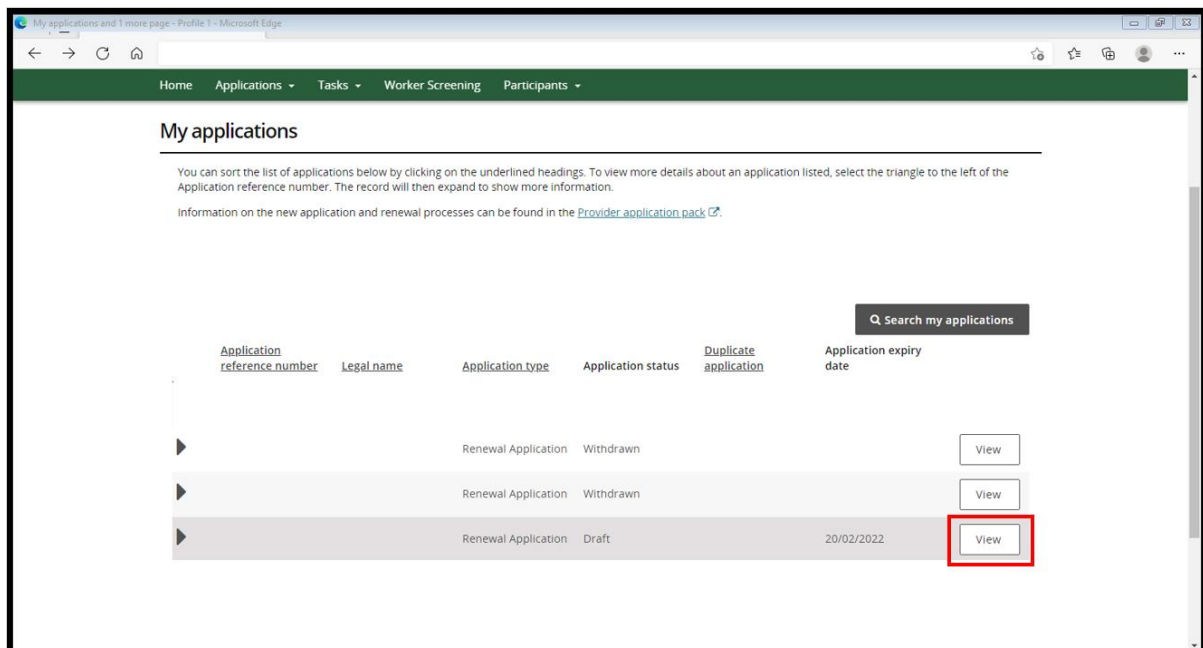 My applications and 1 more page - Profile 1 - Microsoft Edge
Home Applications Tasks Worker Screening Participants
My applications
You can sort the list of applications below by clicking on the underlined headings. To view more details about an application listed, select the triangle to the left of the
Application reference number. The record will then expand to show more information.
Information on the new application and renewal processes can be found in the Provider application pack.
Search my applications
Application reference number Legal name Application type Application status Duplicate application Application expiry date
Renewal Application Withdrawn View
Renewal Application Withdrawn View
Renewal Application Draft 20/02/2022 View